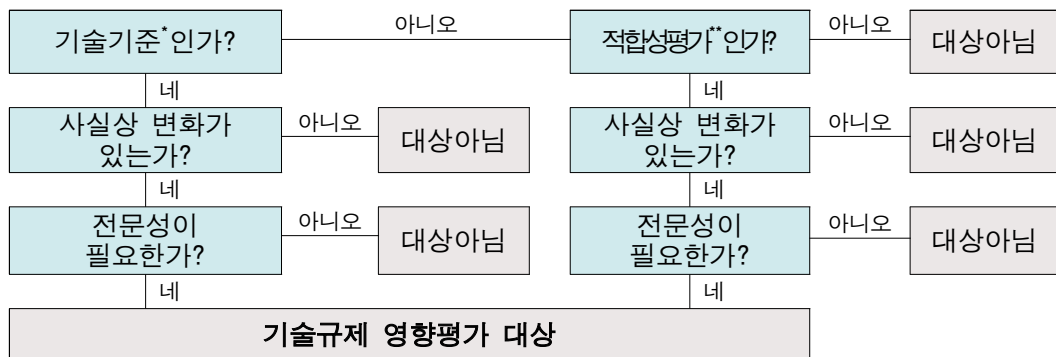 기술기준*인가?
아니오
적합성평가**인가?
아니오
대상아님
네
네
사실상 변화가
있는가?
아니오
대상아님
사실상 변화가
있는가?
아니오
대상아님
네
네
전문성이
필요한가?
아니오
대상아님
전문성이
필요한가?
아니오
대상아님
네
네
기술규제 영향평가 대상